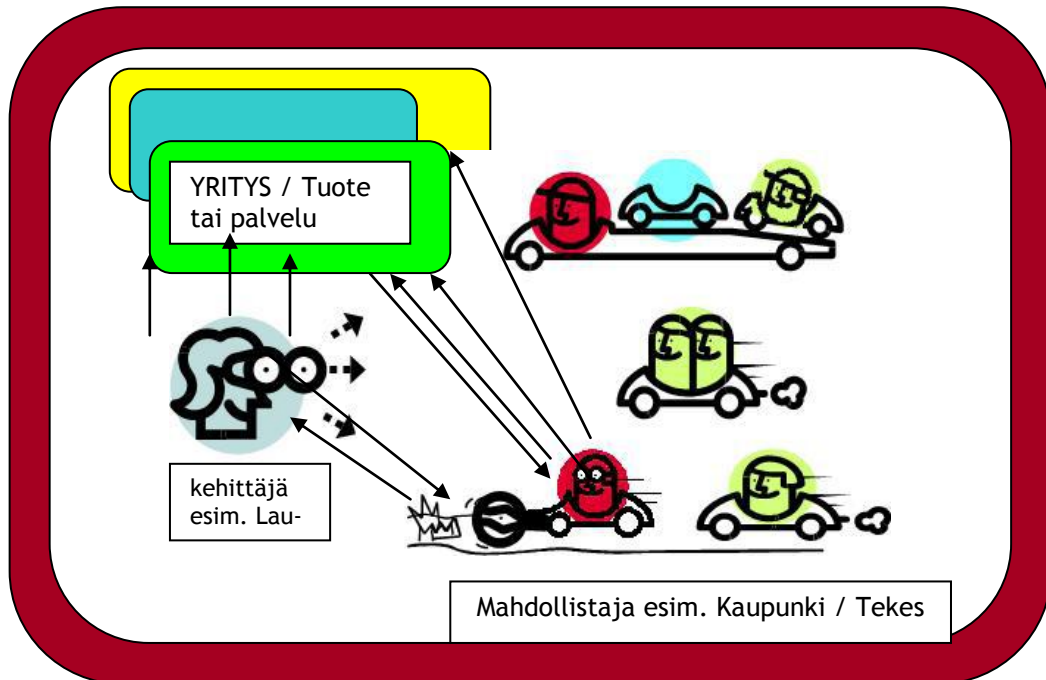 YRITYS / Tuote
tai palvelu
kehittäjä
esim. Lau-
Mahdollistaja esim. Kaupunki / Tekes